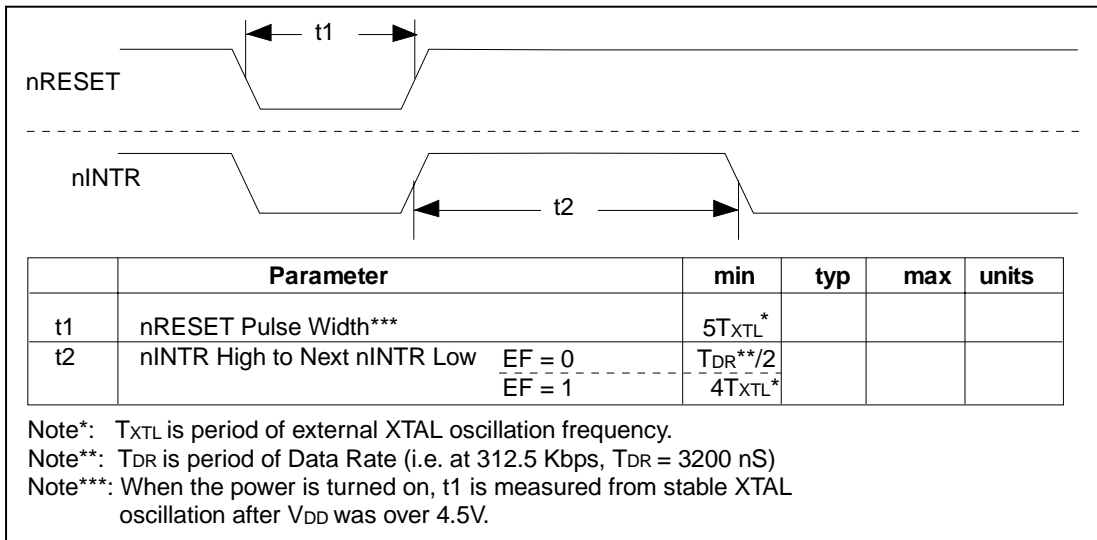 t1
nRESET
nINTR
t2
Parameter min typ max units
t1 nRESET Pulse Width*** 5TXTL*
t2 nINTR High to Next nINTR Low EF = 0 TDR**/2
EF = 1 4TXTL*
Note*: TXTL is period of external XTAL oscillation frequency.
Note**: TDR is period of Data Rate (i.e. at 312.5 Kbps, TDR = 3200 nS)
Note***: When the power is turned on, t1 is measured from stable XTAL
oscillation after VDD was over 4.5V.